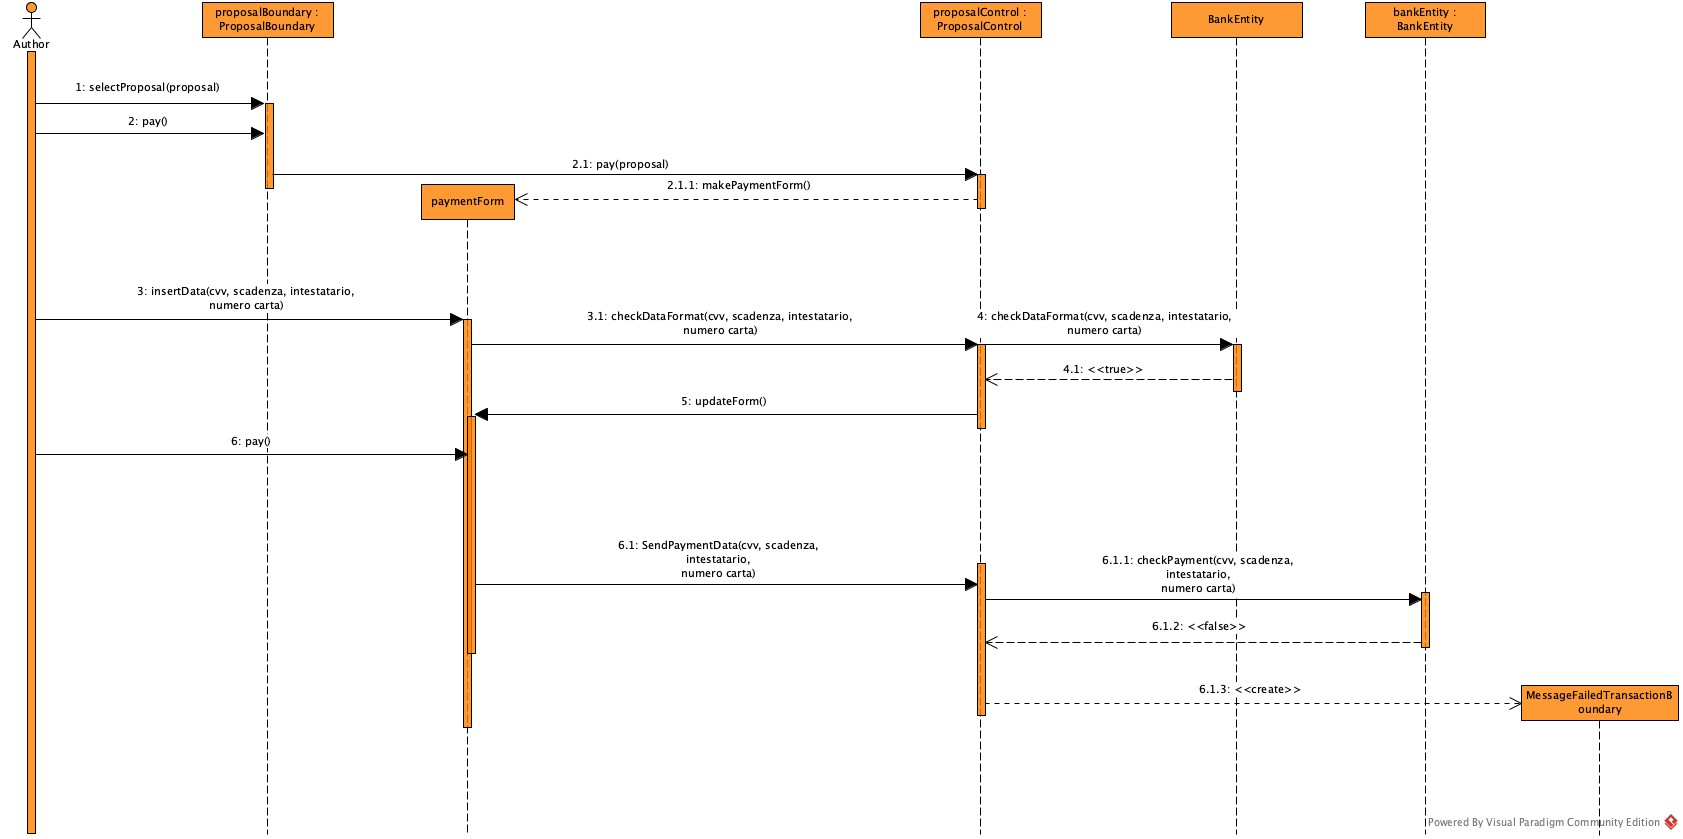 proposalBoundary :
ProposalBoundary
proposalControl :
ProposalControl
BankEntity
bankEntity :
BankEntity
Author
1: selectProposal(proposal)
2: pay()
2.1: pay(proposal)
2.1.1: makePaymentForm()
paymentForm
3: insertData(cvv, scadenza, intestatario,
numero carta)
3.1: checkDataFormat(cvv, scadenza, intestatario,
numero carta)
4: checkDataFormat(cvv, scadenza, intestatario,
numero carta)
4.1: <<true>>
5: updateForm()
6: pay()
6.1: SendPaymentData(cvv, scadenza,
intestatario,
numero carta)
6.1.1: checkPayment(cvv, scadenza,
intestatario,
numero carta)
6.1.2: <<false>>
6.1.3: <<create>>
MessageFailedTransactionB
oundary
Powered By Visual Paradigm Community Edition